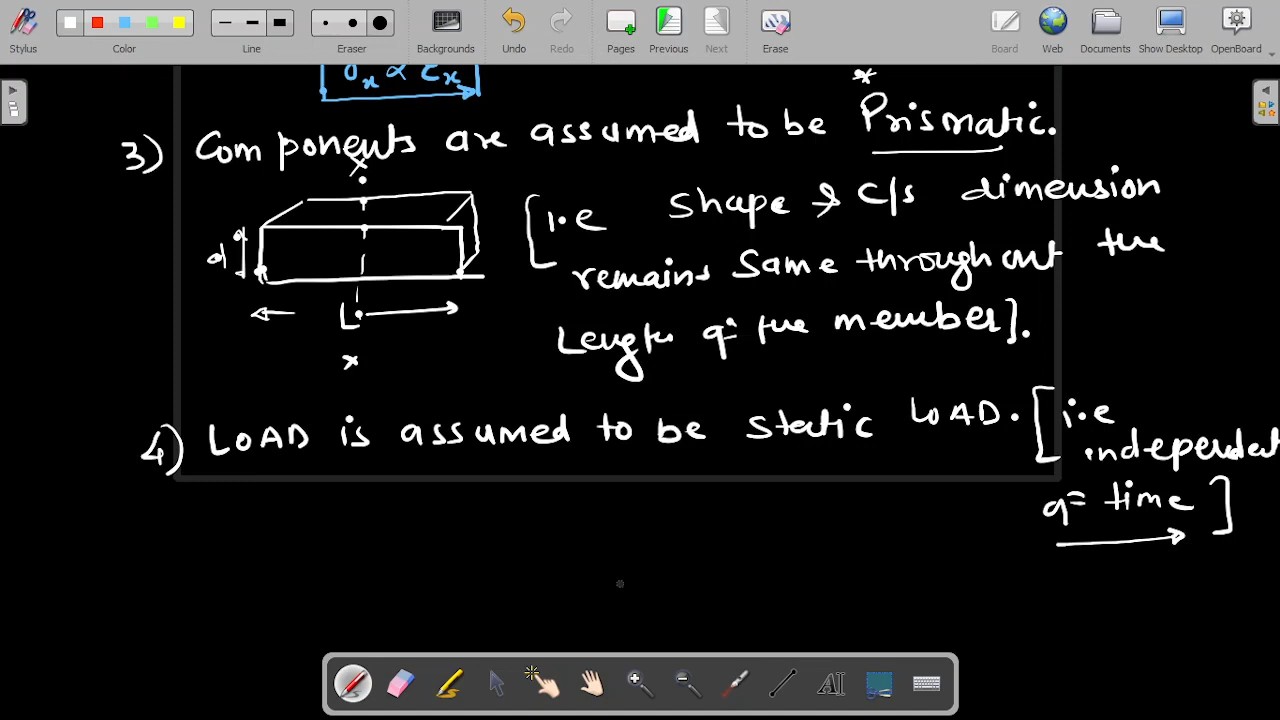 Stylus
Color
Line
Eraser
Backgrounds
Undo
Redo
Pages
Previous
Next
Erase
Board
Web
Documents
Show Desktop
OpenBoard
σx ∝ Ex
*
3) Components are assumed to be Prismatic.
x
d
L
x
[i.e shape & c/s dimension
remains same throughout the
Length of the member].
4) LOAD is assumed to be static LOAD. [i.e
independent
of time]